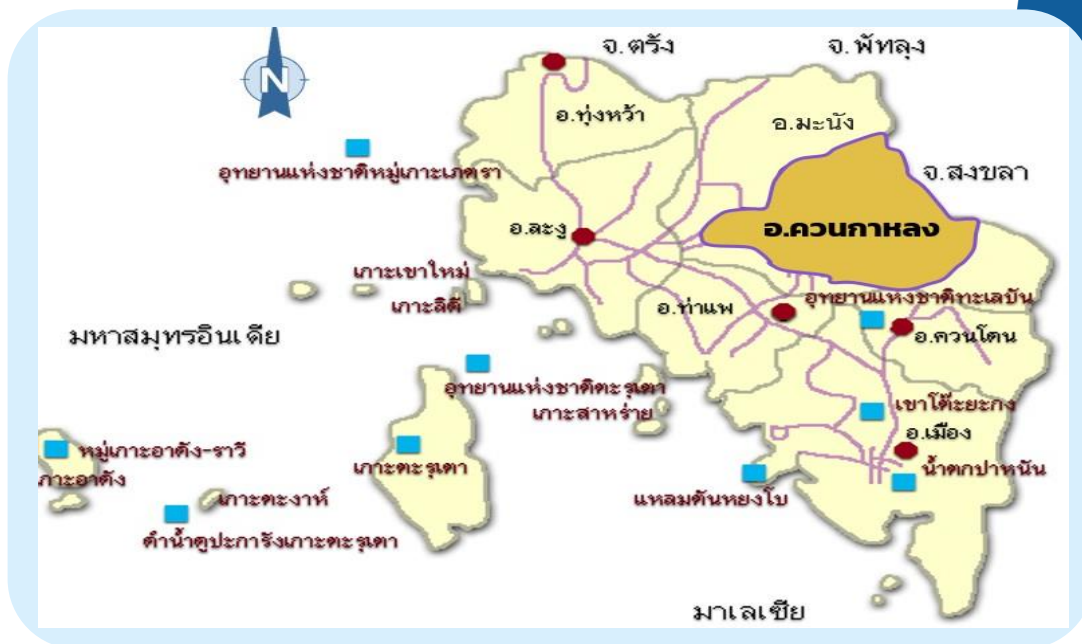 จ.ตรัง
จ.พัทลุง
N
อ.ทุ่งหว้า
อ.มะนัง
อุทยานแห่งชาติหมู่เกาะเภตรา
จ.สงขลา
อ.ละงู
อ.ควนกาหลง
เกาะเขาใหม่
เกาะลิดี
อ.ท่าแพ
อุทยานแห่งชาติทะเลบัน
มหาสมุทรอินเดีย
อ.ควนโดน
อุทยานแห่งชาติตะรุเตา
เกาะสาหร่าย
เขาโต๊ะยะกง
อ.เมือง
หมู่เกาะอาดัง-ราวี
เกาะอาดัง
เกาะตะรุเตา
น้ำตกปาหนัน
แหลมตันหยงโบ
เกาะตะงาห์
ดำน้ำดูปะการังเกาะตะรุเตา
มาเลเซีย